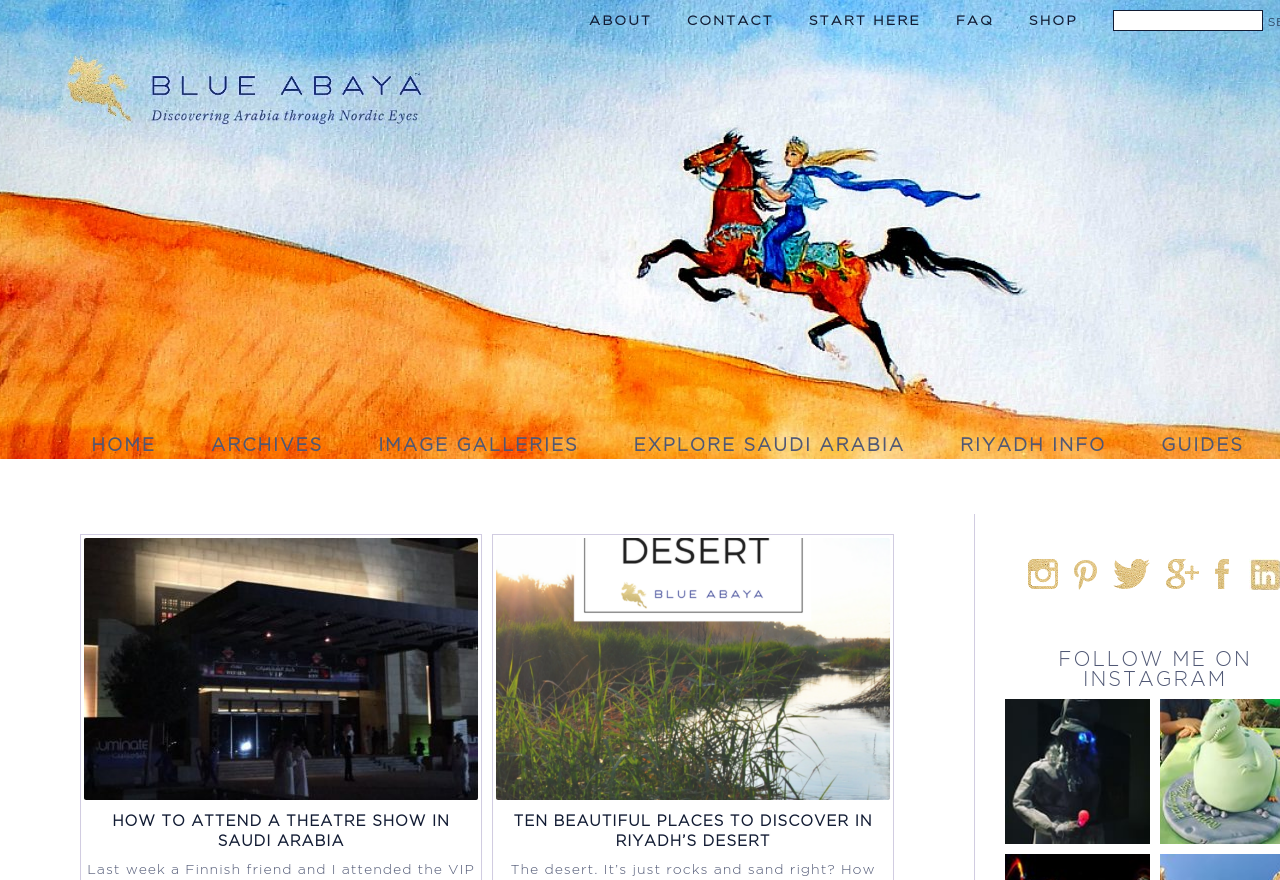 ABOUT CONTACT START HERE FAQ SHOP
BLUE ABAYA
Discovering Arabia through Nordic Eyes
HOME ARCHIVES IMAGE GALLERIES EXPLORE SAUDI ARABIA RIYADH INFO GUIDES
DESERT
BLUE ABAYA
VIP
HOW TO ATTEND A THEATRE SHOW IN
SAUDI ARABIA
Last week a Finnish friend and I attended the VIP
TEN BEAUTIFUL PLACES TO DISCOVER IN
RIYADH'S DESERT
The desert. It's just rocks and sand right? How
FOLLOW ME ON
INSTAGRAM